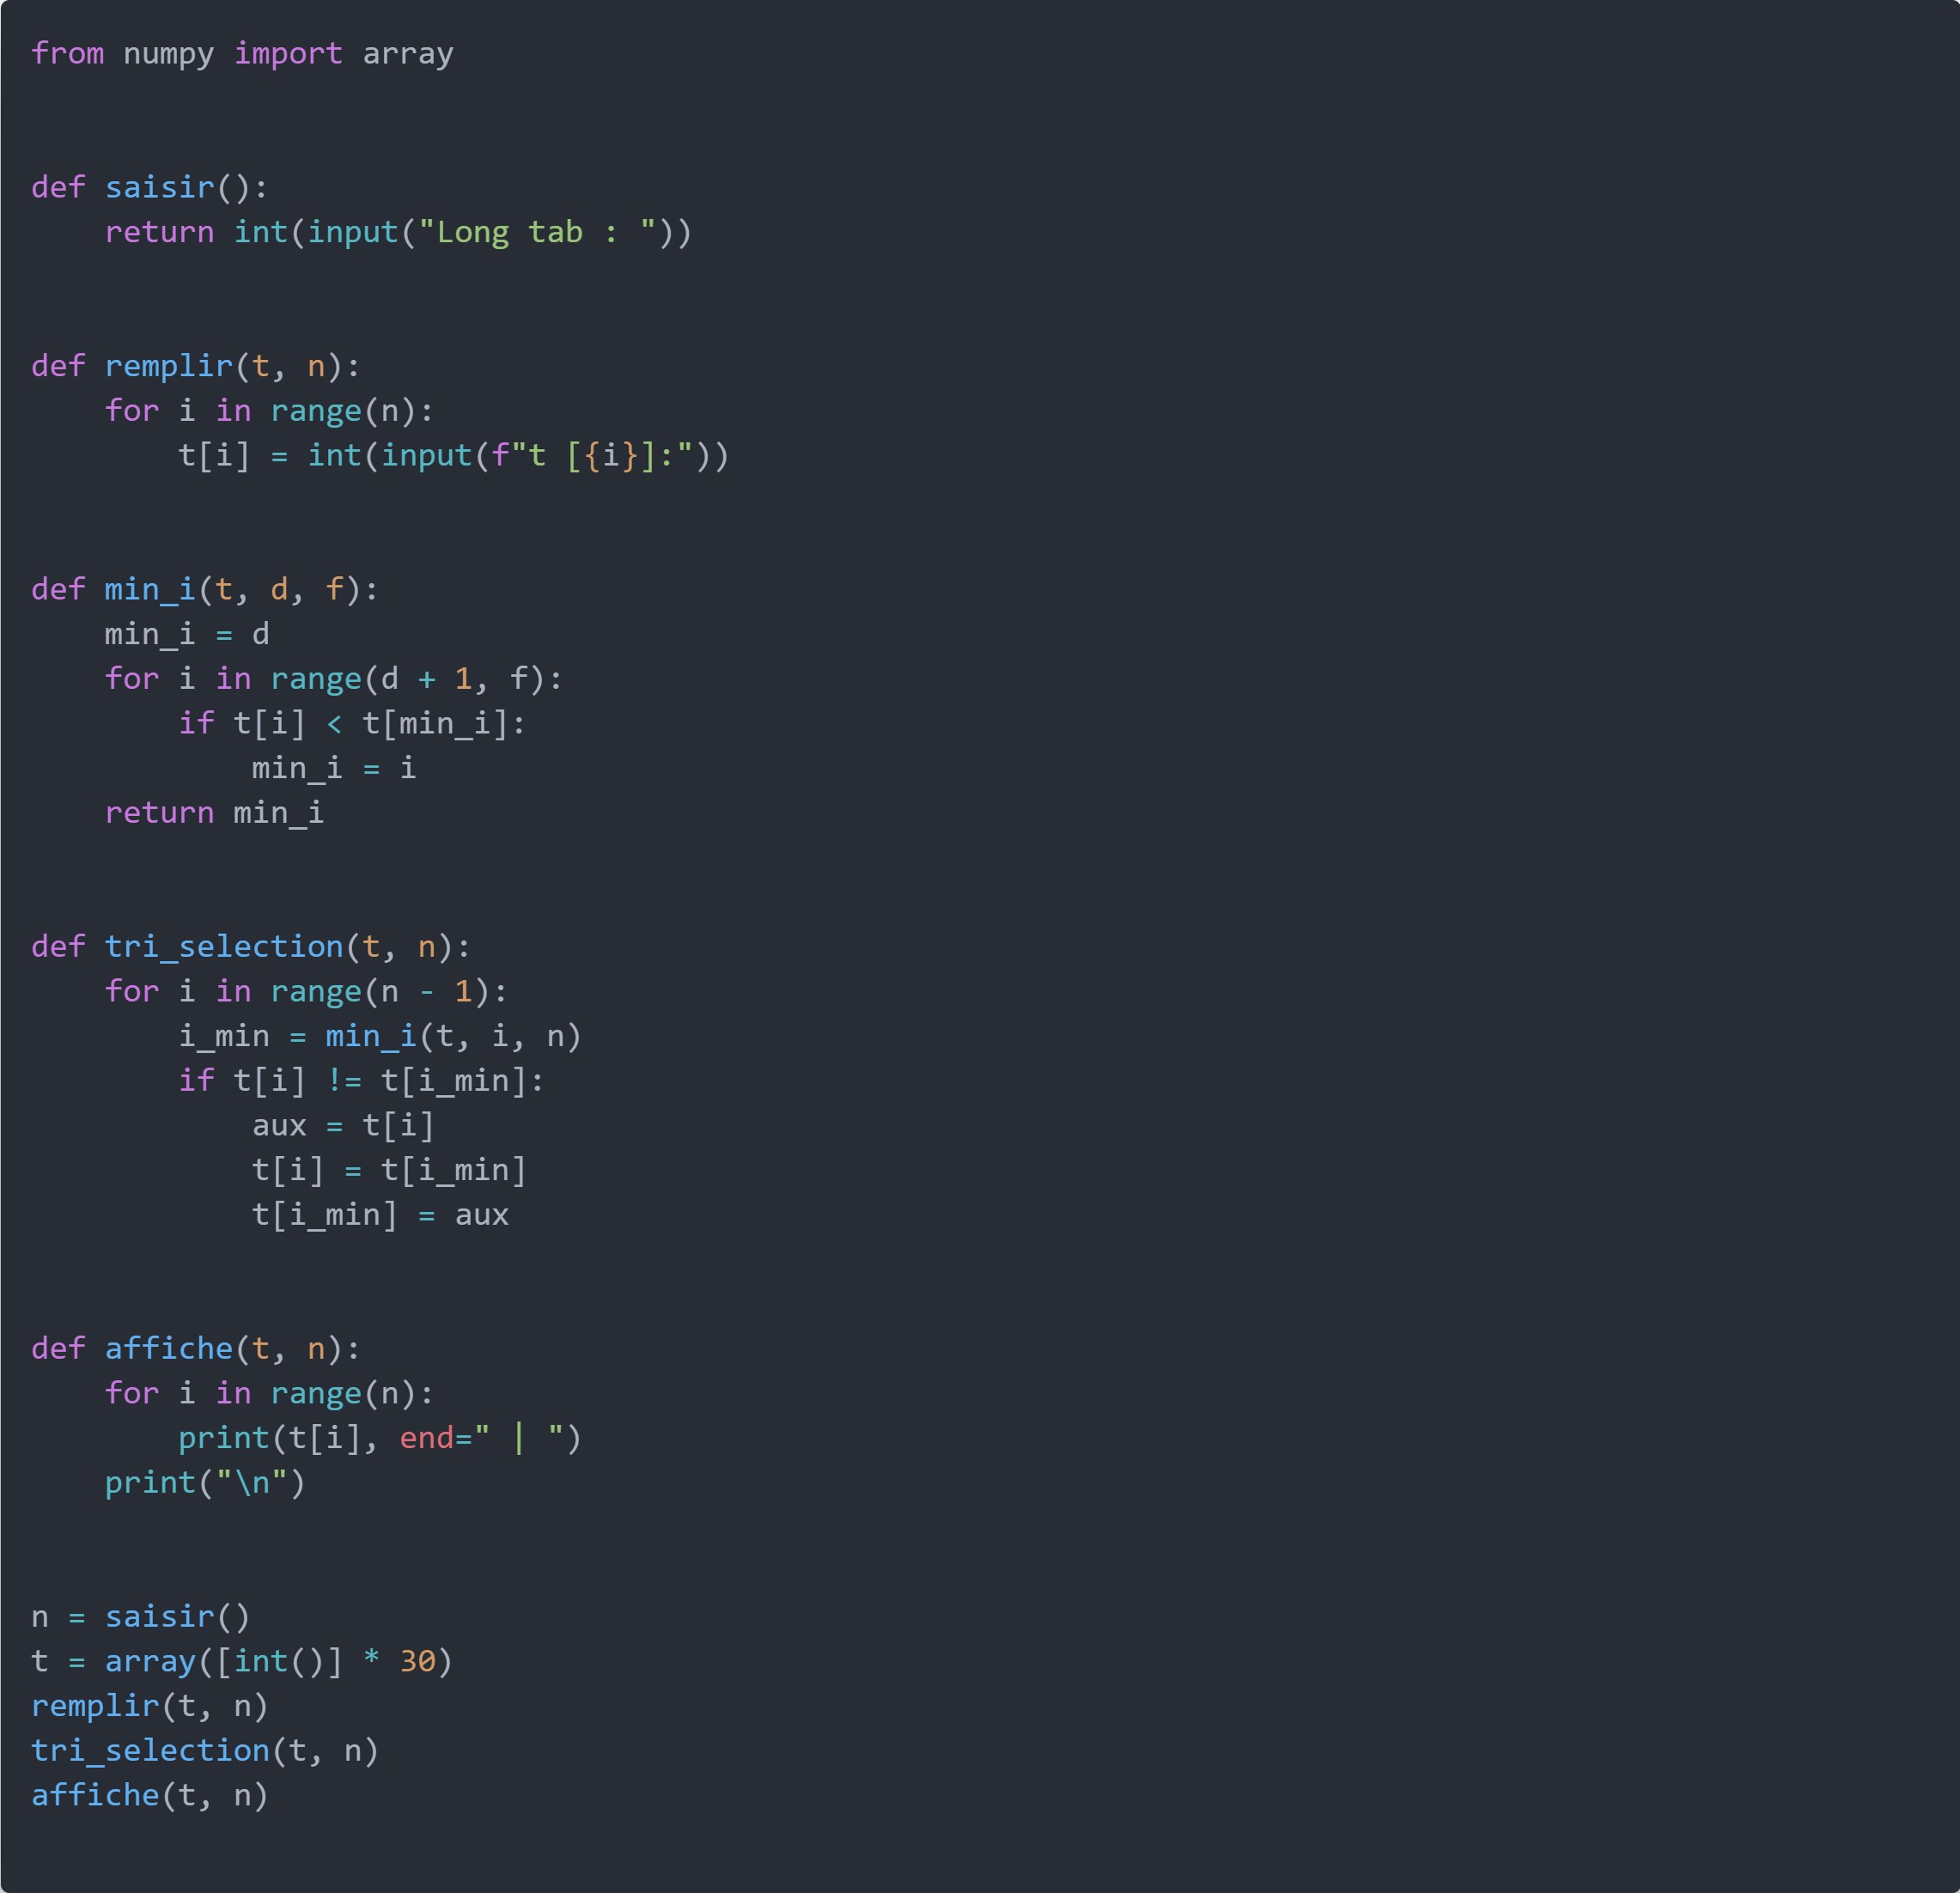 from numpy import array
def saisir():
    return int(input("Long tab : "))
def remplir(t, n):
    for i in range(n):
        t[i] = int(input(f"t [{i}]:"))
def min_i(t, d, f):
    min_i = d
    for i in range(d + 1, f):
        if t[i] < t[min_i]:
            min_i = i
    return min_i
def tri_selection(t, n):
    for i in range(n - 1):
        i_min = min_i(t, i, n)
        if t[i] != t[i_min]:
            aux = t[i]
            t[i] = t[i_min]
            t[i_min] = aux
def affiche(t, n):
    for i in range(n):
        print(t[i], end=" | ")
    print("\n")
n = saisir()
t = array([int()] * 30)
remplir(t, n)
tri_selection(t, n)
affiche(t, n)